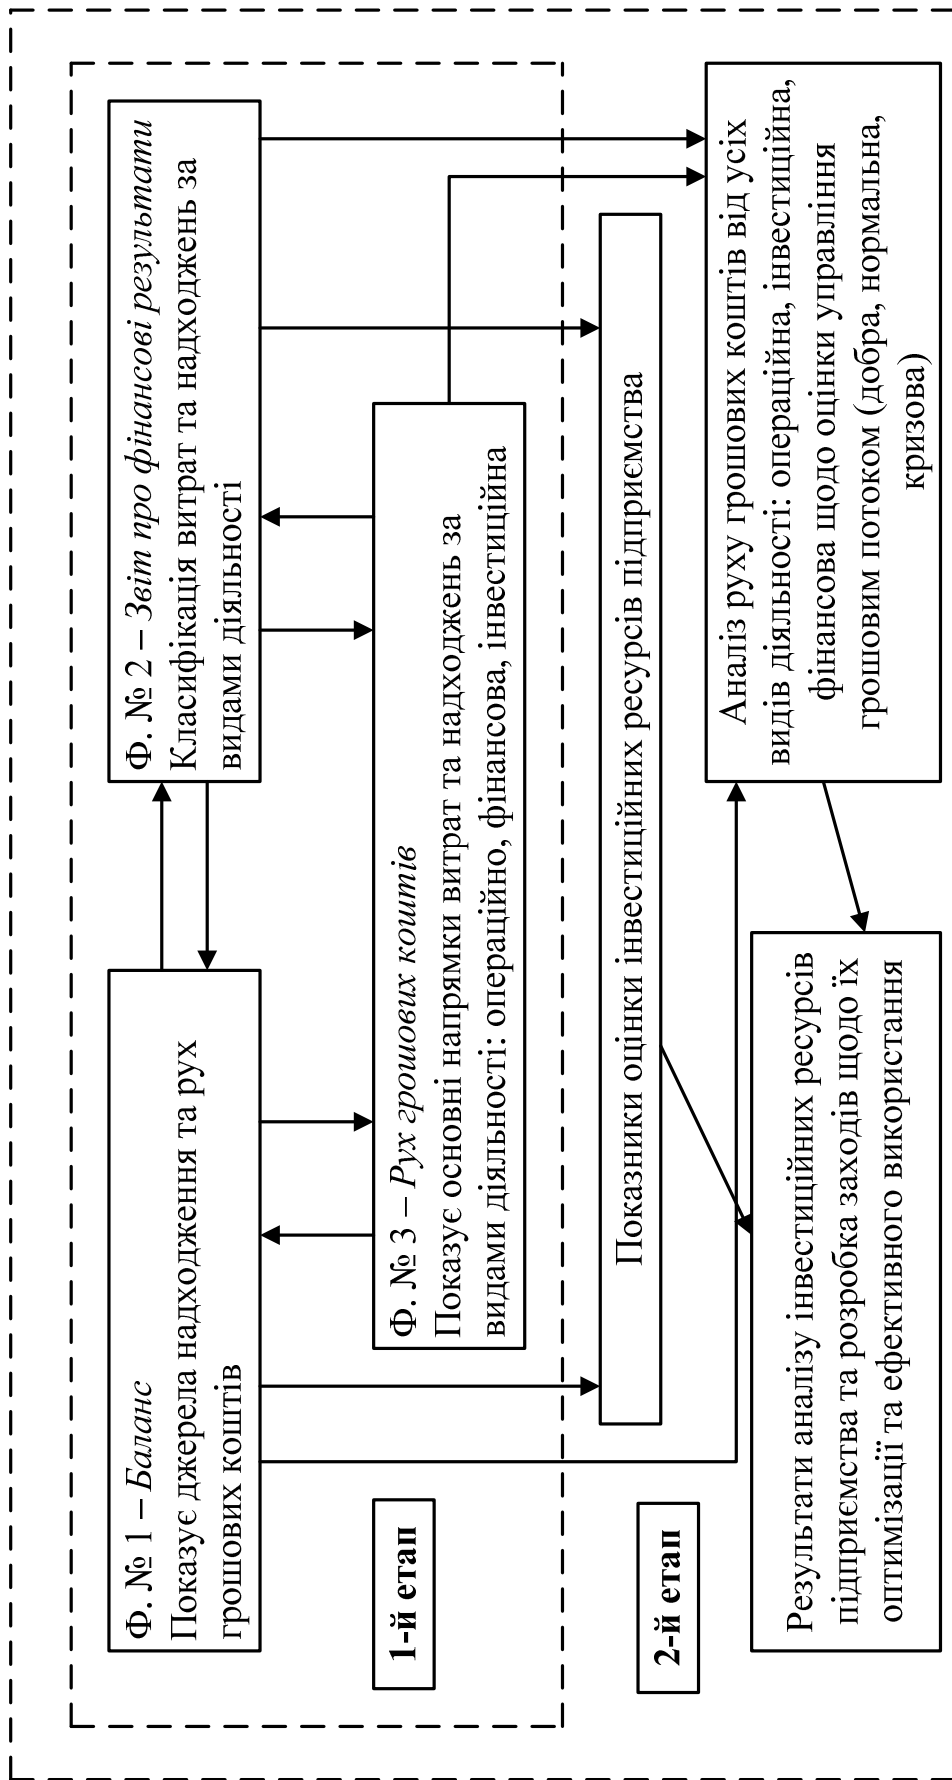 Ф. № 1 – Баланс
Показує джерела надходження та рух
грошових коштів
Ф. № 2 – Звіт про фінансові результати
Класифікація витрат та надходжень за
видами діяльності
Ф. № 3 – Рух грошових коштів
Показує основні напрямки витрат та надходжень за
видами діяльності: операційно, фінансова, інвестиційна
1-й етап
Показники оцінки інвестиційних ресурсів підприємства
2-й етап
Результати аналізу інвестиційних ресурсів
підприємства та розробка заходів щодо їх
оптимізації та ефективного використання
Аналіз руху грошових коштів від усіх
видів діяльності: операційна, інвестиційна,
фінансова щодо оцінки управління
грошовим потоком (добра, нормальна,
кризова)